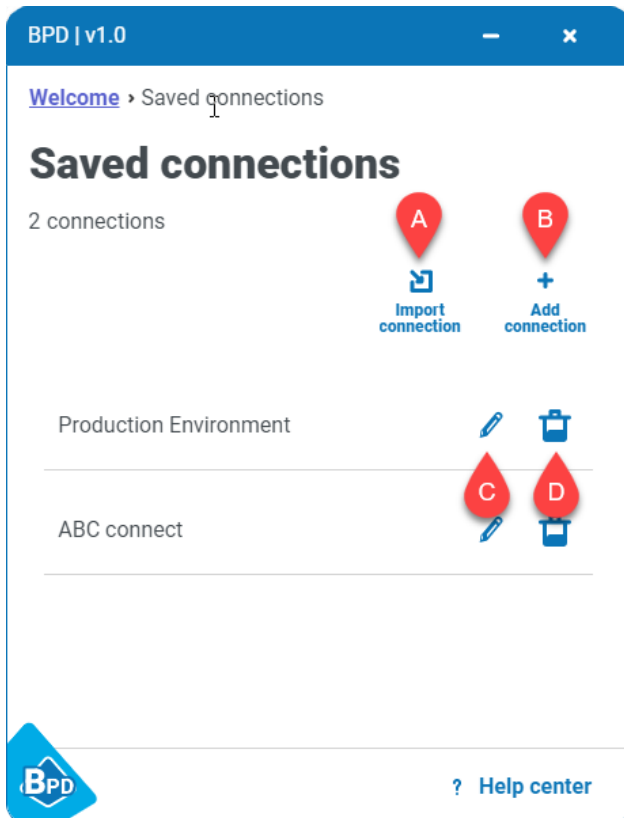 BPD | v1.0
Welcome › Saved connections
Saved connections
2 connections
A
B
Import
connection
Add
connection
Production Environment
C
D
ABC connect
BPD
? Help center